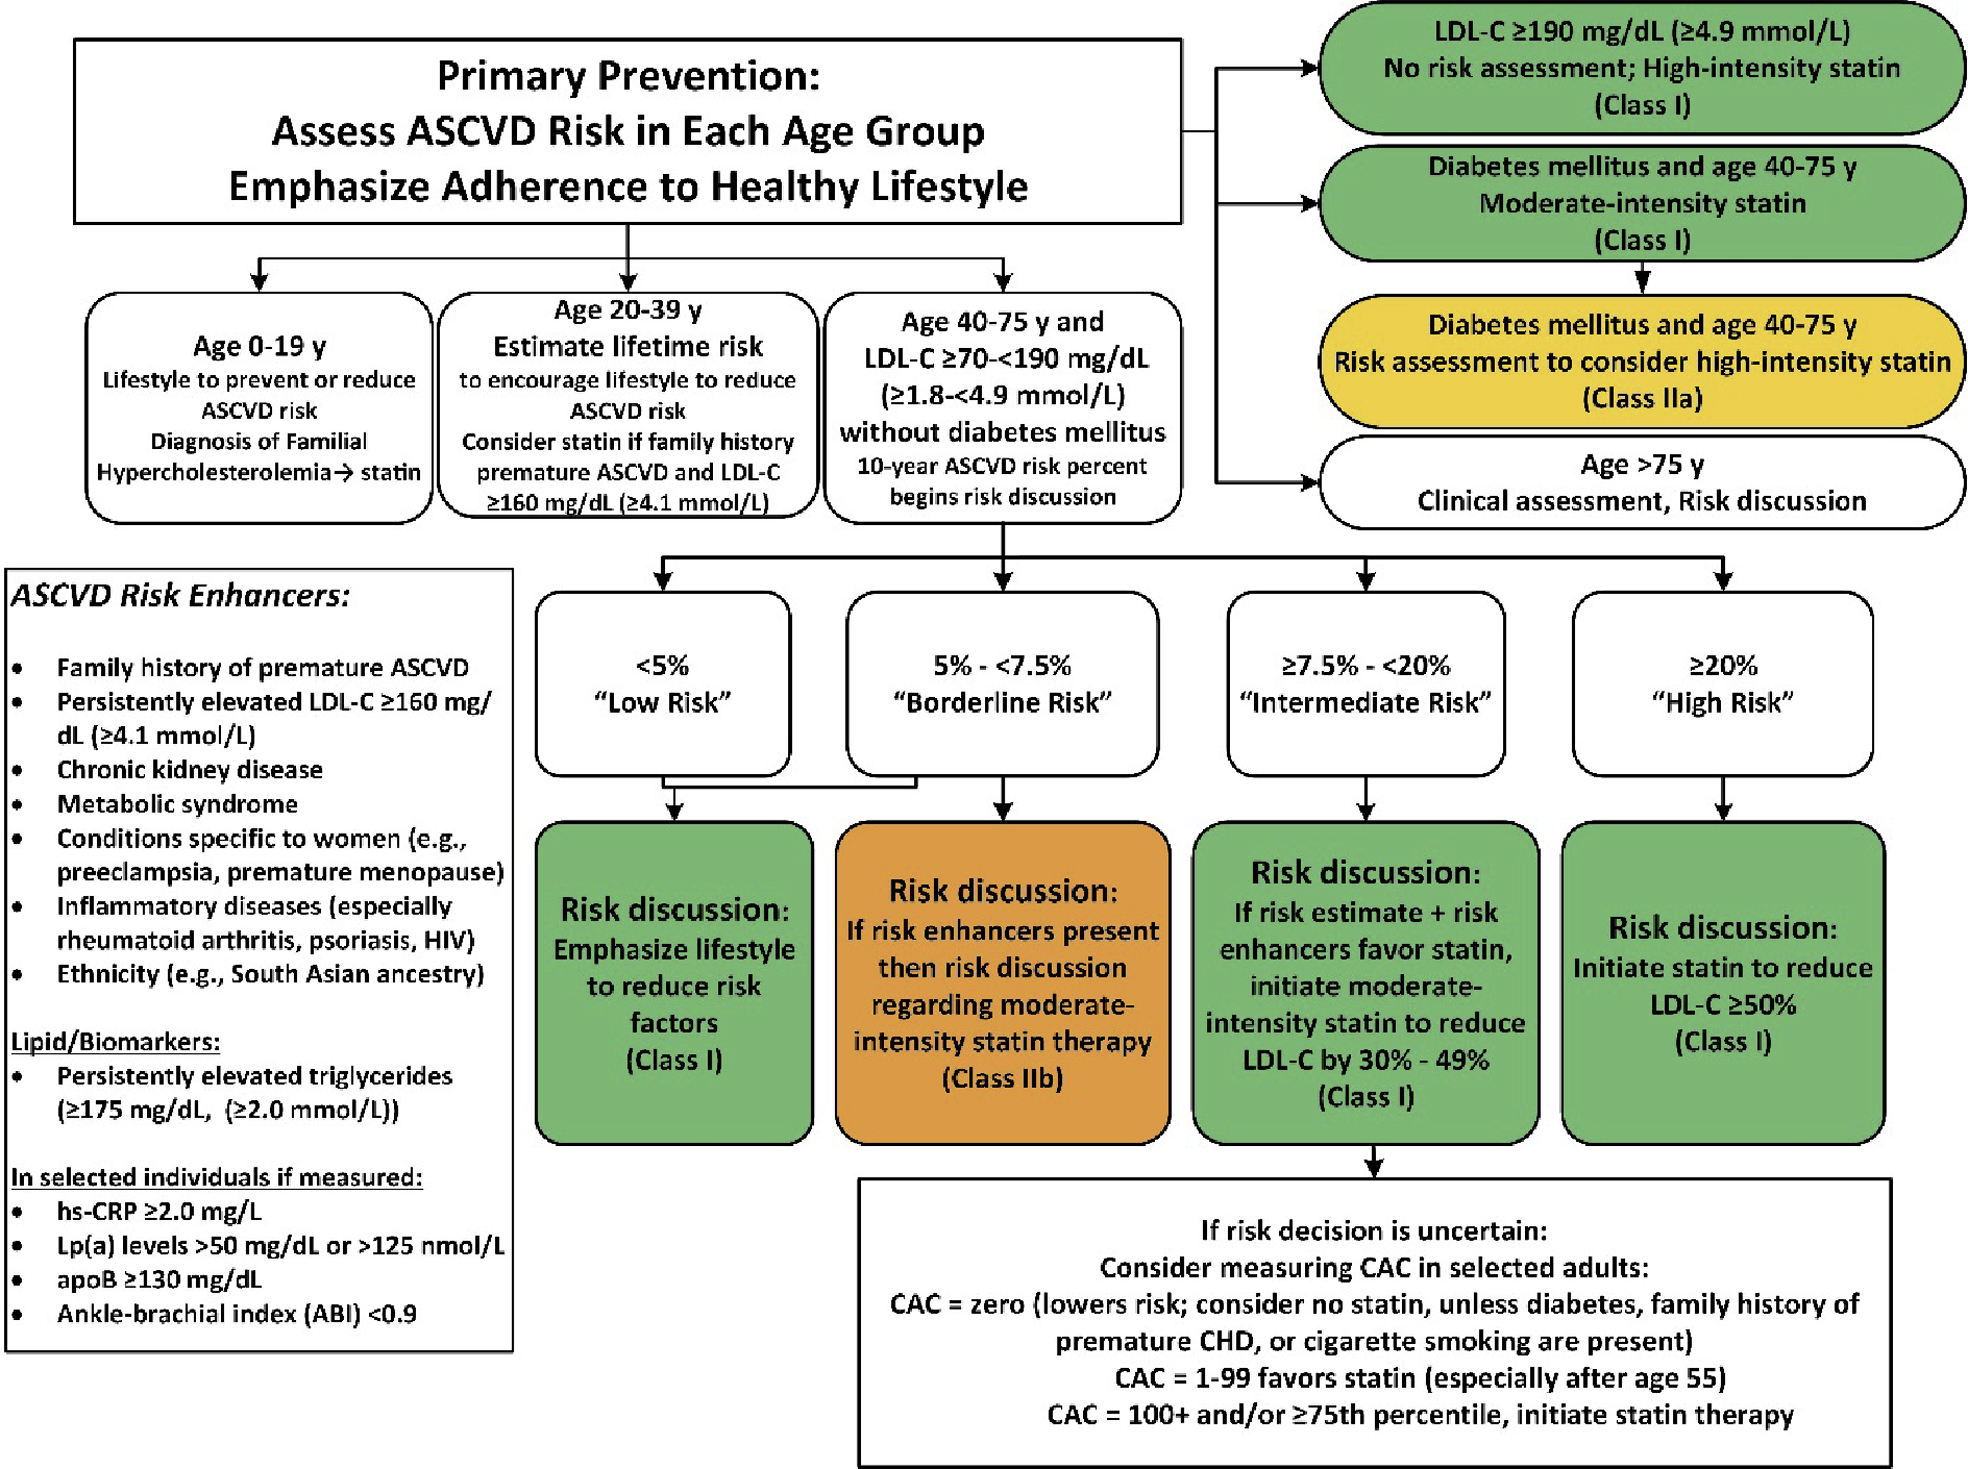 Primary Prevention:
Assess ASCVD Risk in Each Age Group
Emphasize Adherence to Healthy Lifestyle
LDL-C ≥190 mg/dL (≥4.9 mmol/L)
No risk assessment; High-intensity statin
(Class I)
Diabetes mellitus and age 40-75 y
Moderate-intensity statin
(Class I)
Diabetes mellitus and age 40-75 y
Risk assessment to consider high-intensity statin
(Class IIa)
Age >75 y
Clinical assessment, Risk discussion
Age 0-19 y
Lifestyle to prevent or reduce
ASCVD risk
Diagnosis of Familial
Hypercholesterolemia→ statin
Age 20-39 y
Estimate lifetime risk
to encourage lifestyle to reduce
ASCVD risk
Consider statin if family history
premature ASCVD and LDL-C
≥160 mg/dL (≥4.1 mmol/L)
Age 40-75 y and
LDL-C ≥70-<190 mg/dL
(≥1.8-<4.9 mmol/L)
without diabetes mellitus
10-year ASCVD risk percent
begins risk discussion
ASCVD Risk Enhancers:
• Family history of premature ASCVD
• Persistently elevated LDL-C ≥160 mg/
dL (≥4.1 mmol/L)
• Chronic kidney disease
• Metabolic syndrome
• Conditions specific to women (e.g.,
preeclampsia, premature menopause)
• Inflammatory diseases (especially
rheumatoid arthritis, psoriasis, HIV)
• Ethnicity (e.g., South Asian ancestry)
Lipid/Biomarkers:
• Persistently elevated triglycerides
(≥175 mg/dL, (≥2.0 mmol/L))
In selected individuals if measured:
• hs-CRP ≥2.0 mg/L
• Lp(a) levels >50 mg/dL or >125 nmol/L
• apoB ≥130 mg/dL
• Ankle-brachial index (ABI) <0.9
<5%
“Low Risk”
5% - <7.5%
“Borderline Risk”
≥7.5% - <20%
“Intermediate Risk”
≥20%
“High Risk”
Risk discussion:
Emphasize lifestyle
to reduce risk
factors
(Class I)
Risk discussion:
If risk enhancers present
then risk discussion
regarding moderate-
intensity statin therapy
(Class IIb)
Risk discussion:
If risk estimate + risk
enhancers favor statin,
initiate moderate-
intensity statin to reduce
LDL-C by 30% - 49%
(Class I)
Risk discussion:
Initiate statin to reduce
LDL-C ≥50%
(Class I)
If risk decision is uncertain:
Consider measuring CAC in selected adults:
CAC = zero (lowers risk; consider no statin, unless diabetes, family history of
premature CHD, or cigarette smoking are present)
CAC = 1-99 favors statin (especially after age 55)
CAC = 100+ and/or ≥75th percentile, initiate statin therapy